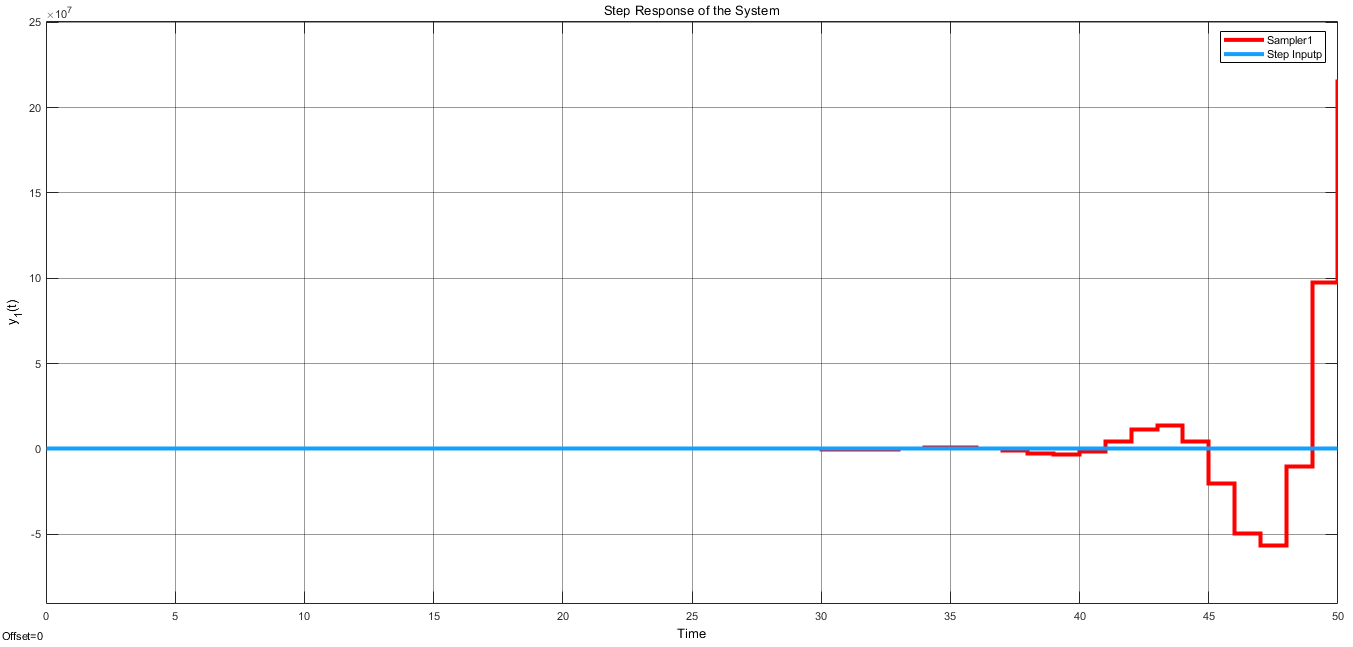 Step Response of the System
×10⁷
Sampler1
Step Inputp
25
20
15
10
5
0
-5
y₁(t)
0 5 10 15 20 25 30 35 40 45 50
Time
Offset=0